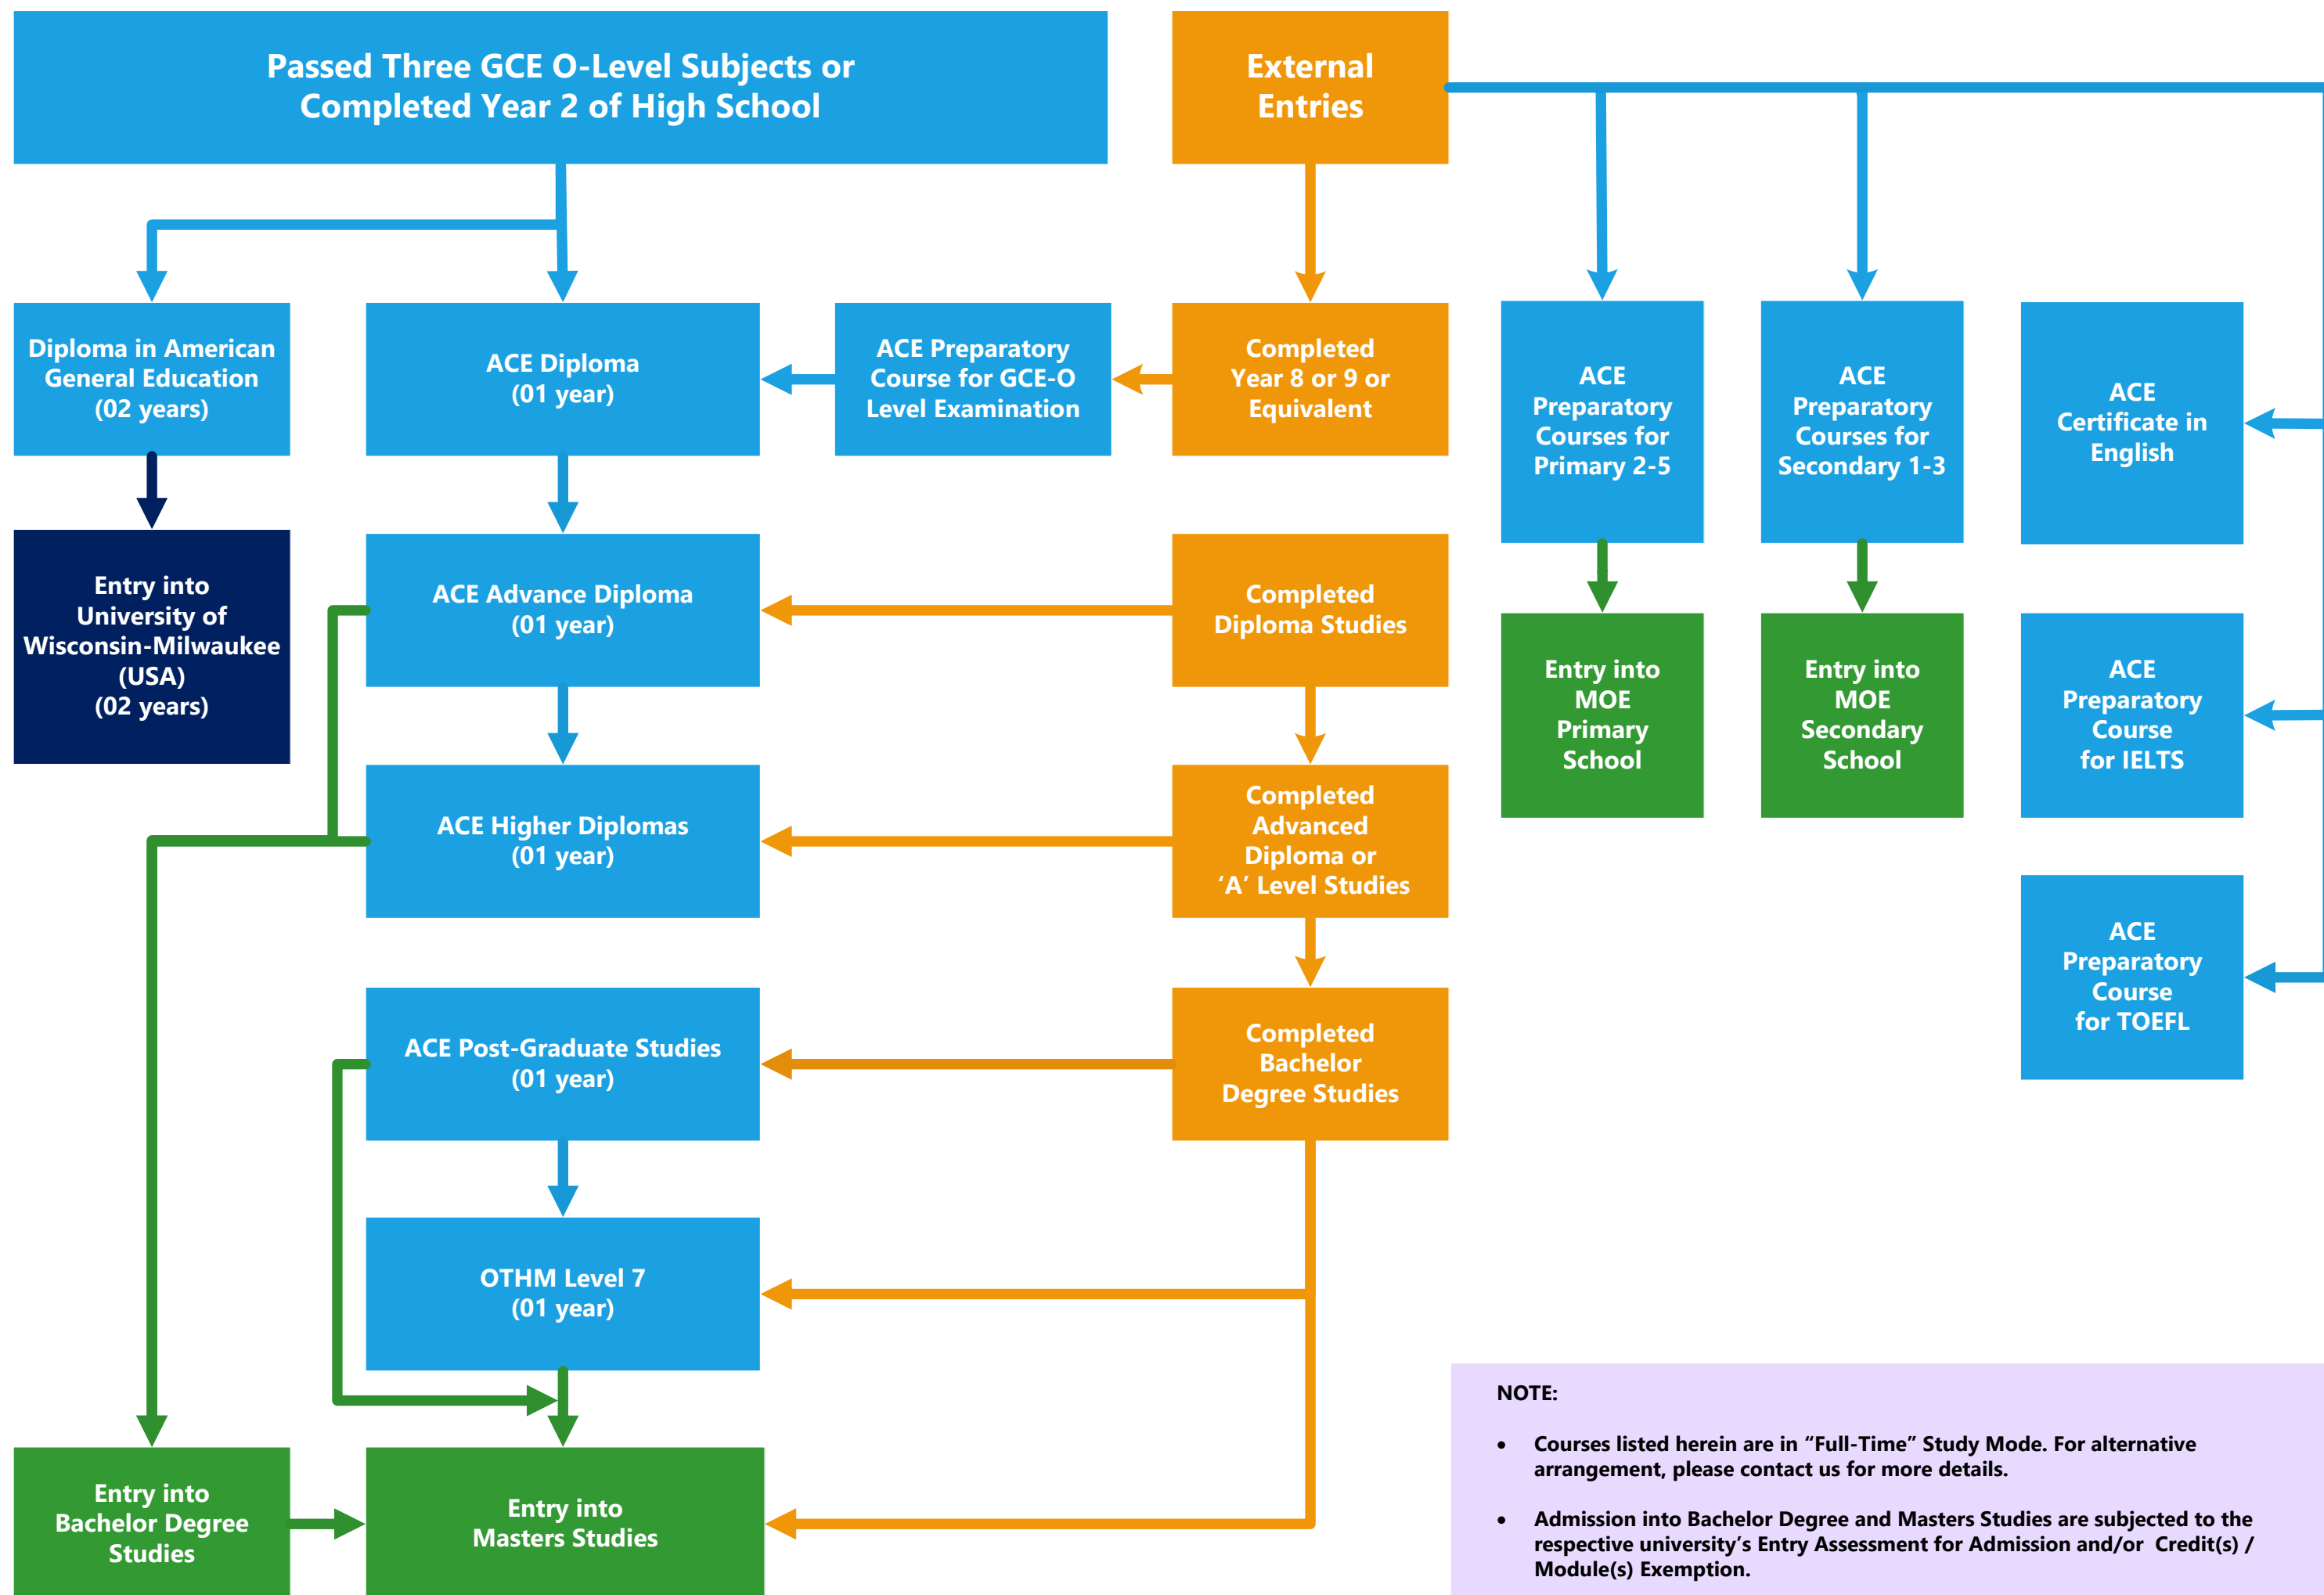 Passed Three GCE O-Level Subjects or
Completed Year 2 of High School
External
Entries
Diploma in American
General Education
(02 years)
ACE Diploma
(01 year)
ACE Preparatory
Course for GCE-O
Level Examination
Completed
Year 8 or 9 or
Equivalent
ACE
Preparatory
Courses for
Primary 2-5
ACE
Preparatory
Courses for
Secondary 1-3
ACE
Certificate in
English
Entry into
University of
Wisconsin-Milwaukee
(USA)
(02 years)
ACE Advance Diploma
(01 year)
Completed
Diploma Studies
Entry into
MOE
Primary
School
Entry into
MOE
Secondary
School
ACE
Preparatory
Course
for IELTS
ACE Higher Diplomas
(01 year)
Completed
Advanced
Diploma or
‘A’ Level Studies
ACE
Preparatory
Course
for TOEFL
ACE Post-Graduate Studies
(01 year)
Completed
Bachelor
Degree Studies
OTHM Level 7
(01 year)
Entry into
Bachelor Degree
Studies
Entry into
Masters Studies
NOTE:
• Courses listed herein are in “Full-Time” Study Mode. For alternative
arrangement, please contact us for more details.
• Admission into Bachelor Degree and Masters Studies are subjected to the
respective university’s Entry Assessment for Admission and/or Credit(s) /
Module(s) Exemption.